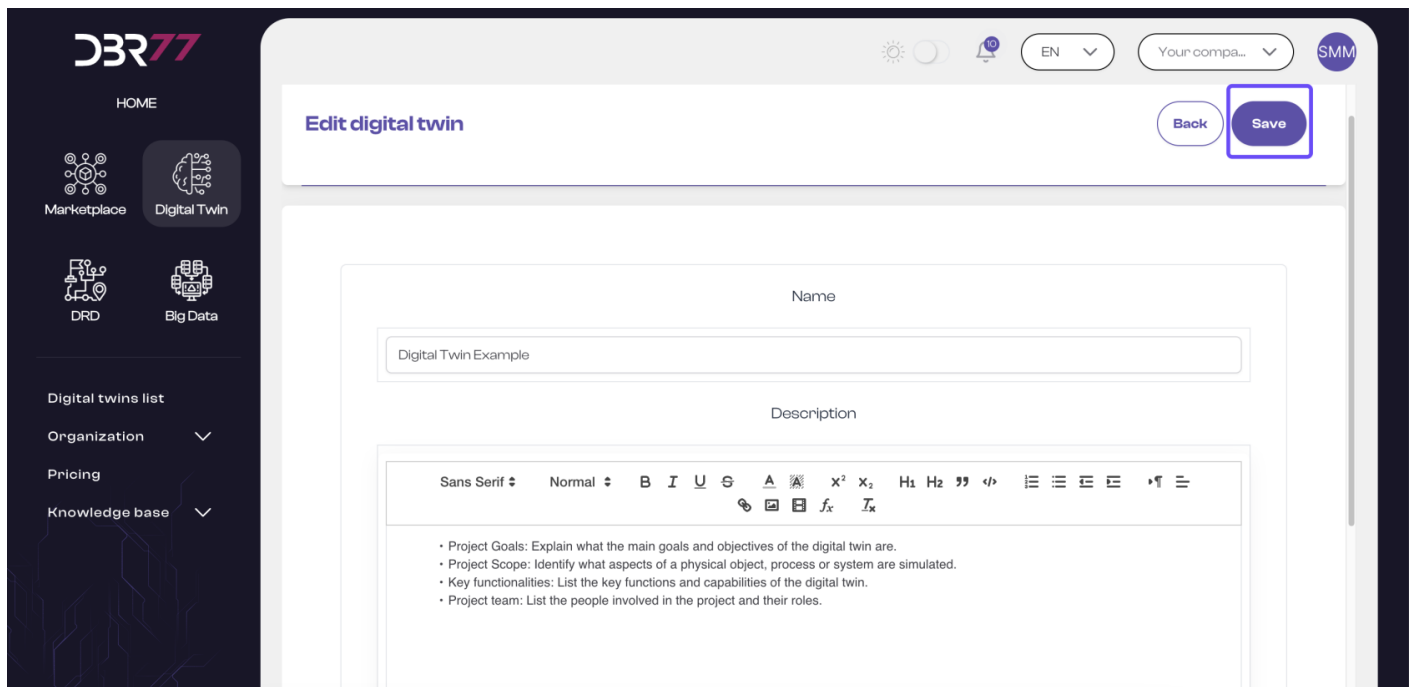 DBR77
10
EN
Your compa...
SMM
HOME
Edit digital twin
Back
Save
Marketplace
Digital Twin
DRD
Big Data
Name
Digital Twin Example
Digital twins list
Organization
Pricing
Knowledge base
Description
Sans Serif Normal B I U S A A x² x₂ H₁ H₂ ” </> ¶
fx Tx
• Project Goals: Explain what the main goals and objectives of the digital twin are.
• Project Scope: Identify what aspects of a physical object, process or system are simulated.
• Key functionalities: List the key functions and capabilities of the digital twin.
• Project team: List the people involved in the project and their roles.